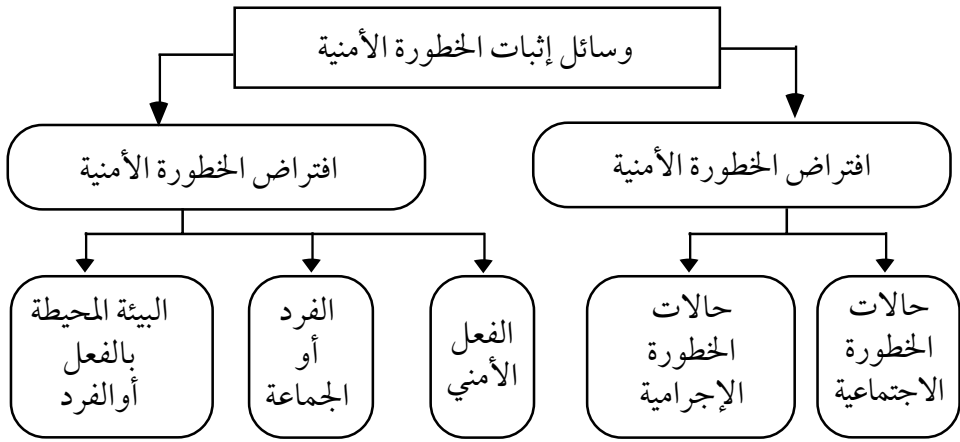 وسائل إثبات الخطورة الأمنية
افتراض الخطورة الأمنية
افتراض الخطورة الأمنية
حالات
الخطورة
الاجتماعية
حالات
الخطورة
الإجرامية
الفعل
الأمني
الفرد
أو
الجماعة
البيئة المحيطة
بالفعل
أوالفرد